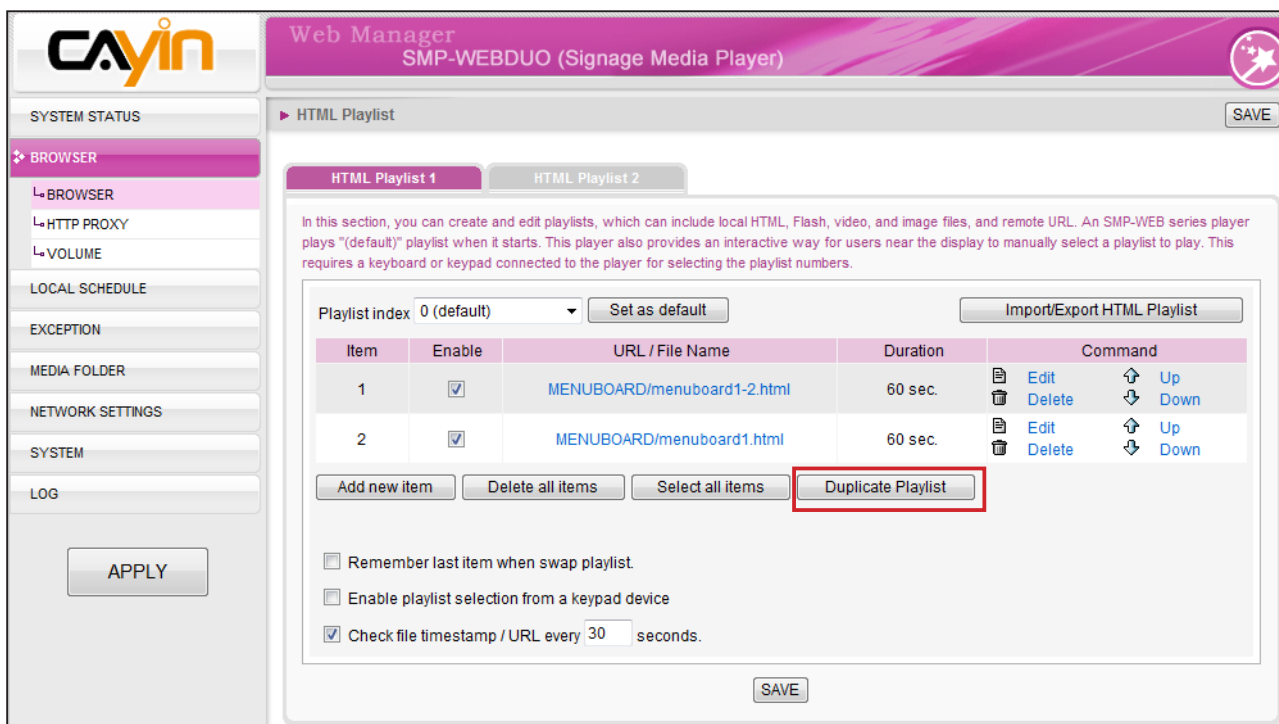 CAYIN
Web Manager
SMP-WEBDUO (Signage Media Player)
SYSTEM STATUS
BROWSER
BROWSER
HTTP PROXY
VOLUME
LOCAL SCHEDULE
EXCEPTION
MEDIA FOLDER
NETWORK SETTINGS
SYSTEM
LOG
APPLY
HTML Playlist
SAVE
HTML Playlist 1
HTML Playlist 2
In this section, you can create and edit playlists, which can include local HTML, Flash, video, and image files, and remote URL. An SMP-WEB series player
plays "(default)" playlist when it starts. This player also provides an interactive way for users near the display to manually select a playlist to play. This
requires a keyboard or keypad connected to the player for selecting the playlist numbers.
Playlist index 0 (default) Set as default Import/Export HTML Playlist
Item Enable URL / File Name Duration Command
1 MENUBOARD/menuboard1-2.html 60 sec. Edit Up
Delete Down
2 MENUBOARD/menuboard1.html 60 sec. Edit Up
Delete Down
Add new item Delete all items Select all items Duplicate Playlist
Remember last item when swap playlist.
Enable playlist selection from a keypad device
Check file timestamp / URL every 30 seconds.
SAVE